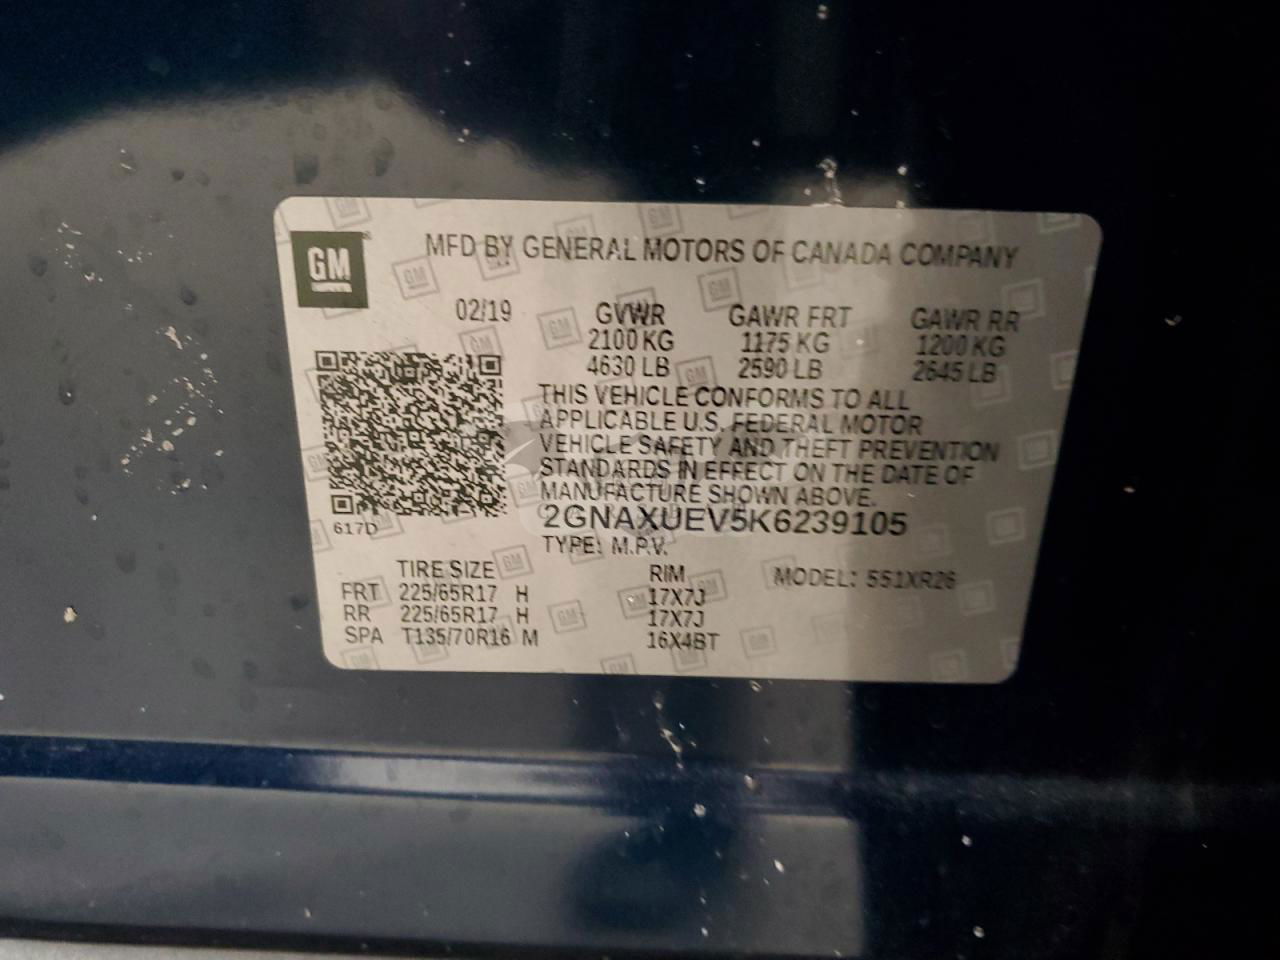 GM
MFD BY GENERAL MOTORS OF CANADA COMPANY
02/19 GVWR GAWR FRT GAWR RR
2100 KG 1175 KG 1200 KG
4630 LB 2590 LB 2645 LB
THIS VEHICLE CONFORMS TO ALL
APPLICABLE U.S. FEDERAL MOTOR
VEHICLE SAFETY AND THEFT PREVENTION
STANDARDS IN EFFECT ON THE DATE OF
MANUFACTURE SHOWN ABOVE.
2GNAXUEV5K6239105
617D
TYPE: M.P.V.
TIRE SIZE RIM MODEL: 551XR26
FRT 225/65R17 H 17X7J
RR 225/65R17 H 17X7J
SPA T135/70R16 M 16X4BT